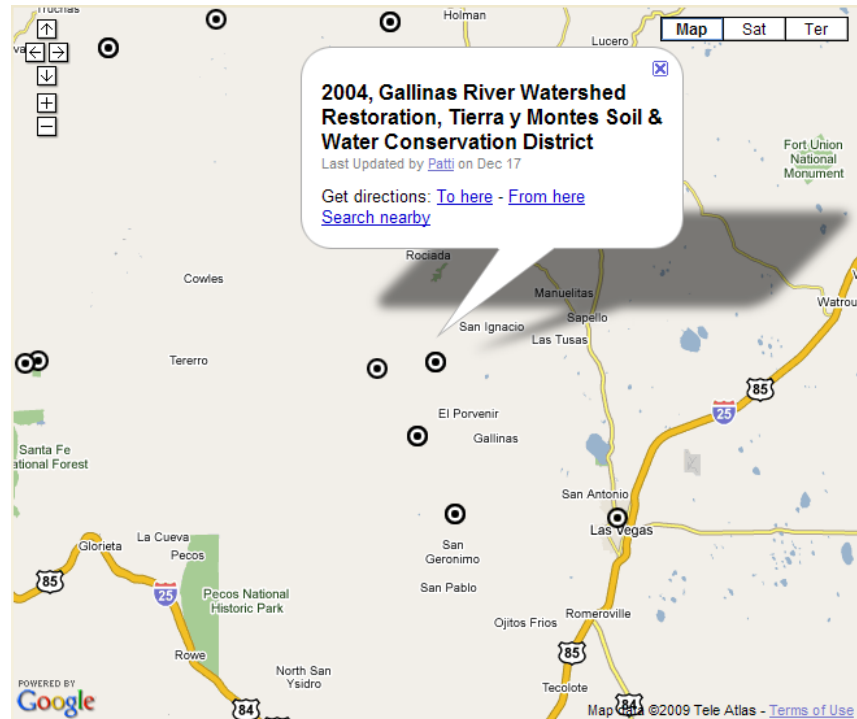 Truchas
Holman
Lucero
Map
Sat
Ter
2004, Gallinas River Watershed
Restoration, Tierra y Montes Soil &
Water Conservation District
Last Updated by Patti on Dec 17
Get directions: To here - From here
Search nearby
Fort Union
National
Monument
Rociada
Cowles
Manuelitas
Watrou
San Ignacio
Sapello
Las Tusas
Tererro
85
25
El Porvenir
Gallinas
Santa Fe
ational Forest
San Antonio
Las Vegas
La Cueva
Glorieta
Pecos
San
Geronimo
85
25
Pecos National
Historic Park
San Pablo
Ojitos Frios
Romeroville
Rowe
85
North San
Ysidro
Tecolote
84
84
POWERED BY
Google
Map data ©2009 Tele Atlas - Terms of Use